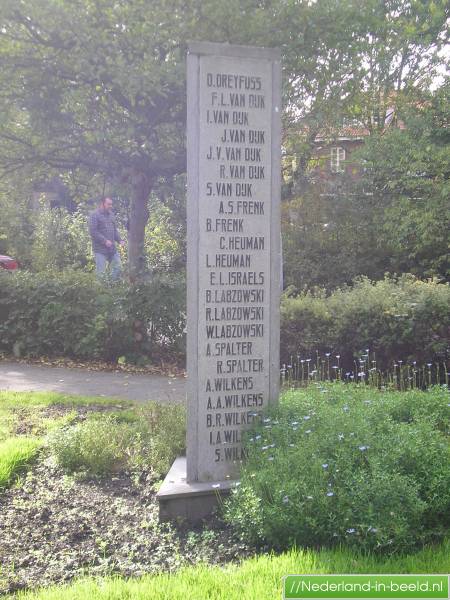 D. DREYFUSS
F. L. VAN DIJK
I. VAN DIJK
J. VAN DIJK
J. V. VAN DIJK
R. VAN DIJK
S. VAN DIJK
A. S. FRENK
B. FRENK
C. HEUMAN
L. HEUMAN
E. L. ISRAELS
B. LABZOWSKI
R. LABZOWSKI
W. LABZOWSKI
A. SPALTER
R. SPALTER
A. WILKENS
A. A. WILKENS
B. R. WILKENS
I. A
S.
//Nederland-in-beeld.nl